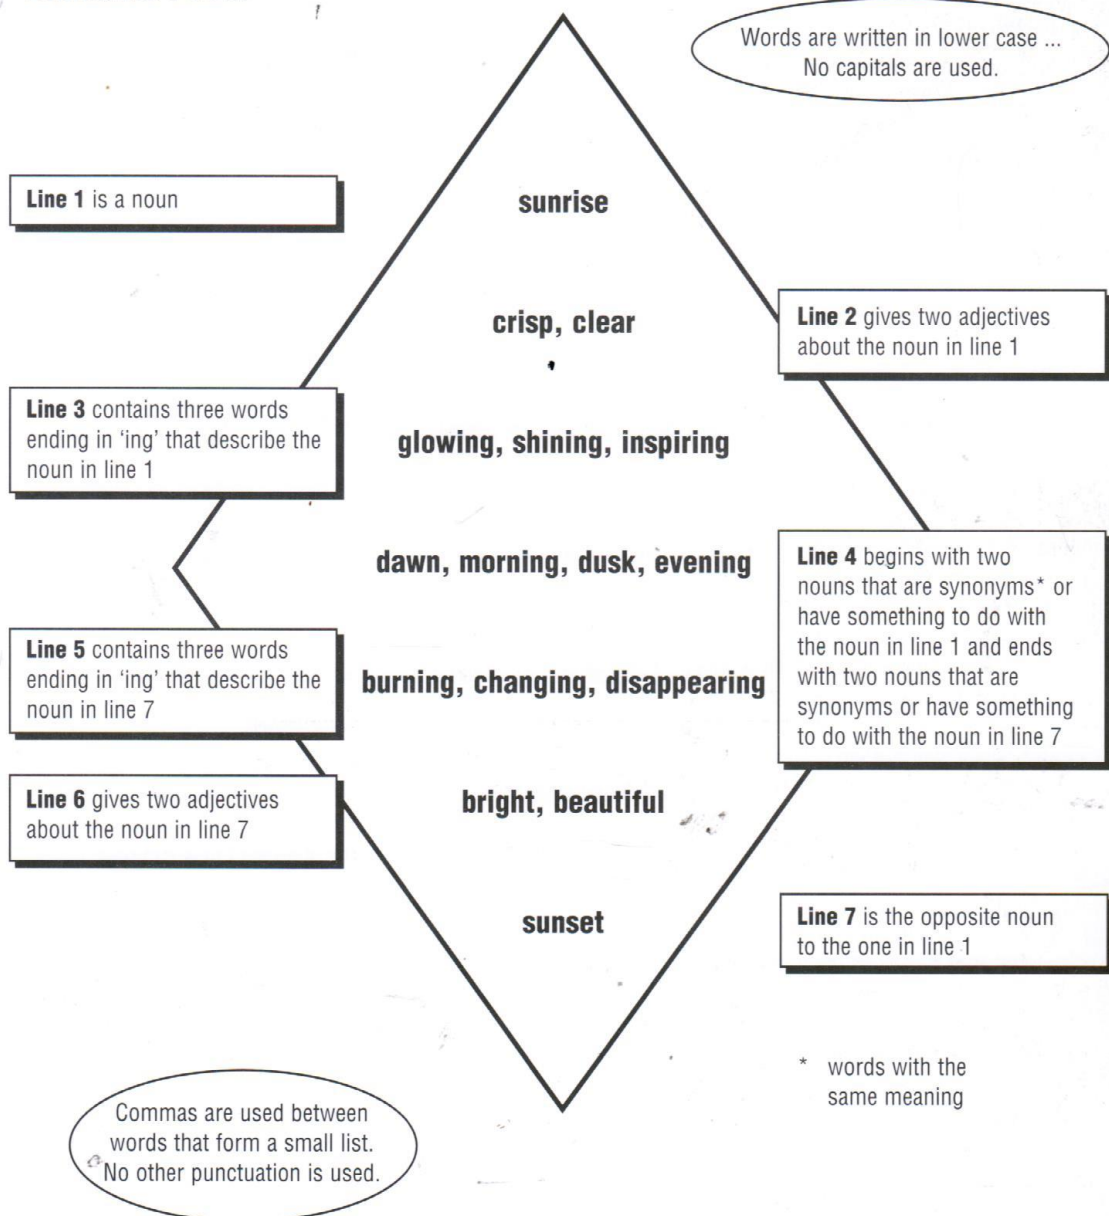 Words are written in lower case ...
No capitals are used.
Line 1 is a noun
sunrise
crisp, clear
Line 2 gives two adjectives
about the noun in line 1
Line 3 contains three words
ending in ‘ing’ that describe the
noun in line 1
glowing, shining, inspiring
dawn, morning, dusk, evening
Line 4 begins with two
nouns that are synonyms* or
have something to do with
the noun in line 1 and ends
with two nouns that are
synonyms or have something
to do with the noun in line 7
Line 5 contains three words
ending in ‘ing’ that describe the
noun in line 7
burning, changing, disappearing
Line 6 gives two adjectives
about the noun in line 7
bright, beautiful
sunset
Line 7 is the opposite noun
to the one in line 1
* words with the
same meaning
Commas are used between
words that form a small list.
No other punctuation is used.